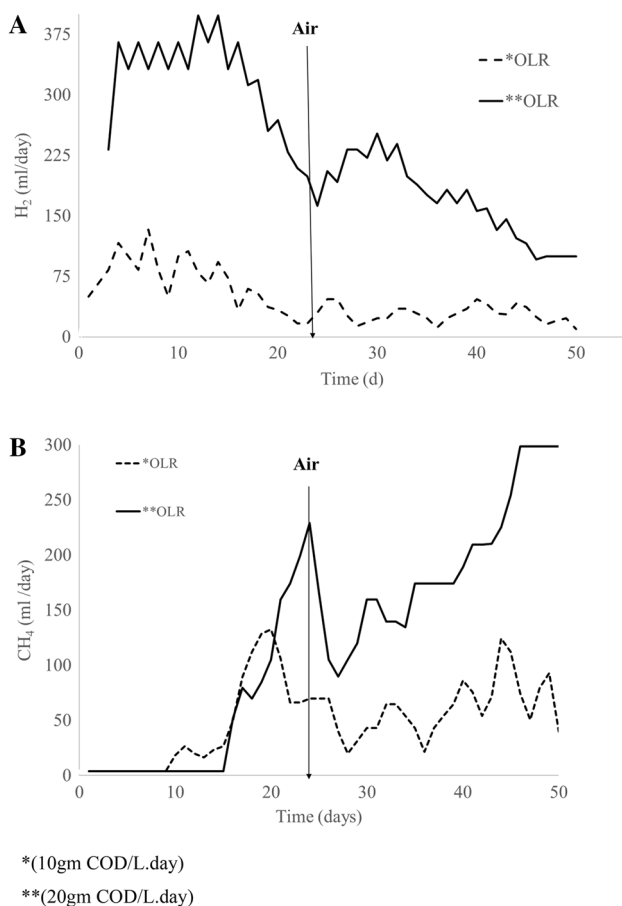 A
Air
375
300
225
150
75
0
H₂ (ml/day)
*OLR
**OLR
0 10 20 30 40 50
Time (d)
B
Air
300
250
200
150
100
50
0
CH₄ (ml /day)
*OLR
**OLR
0 10 20 30 40 50
Time (days)
*(10gm COD/L.day)
**(20gm COD/L.day)